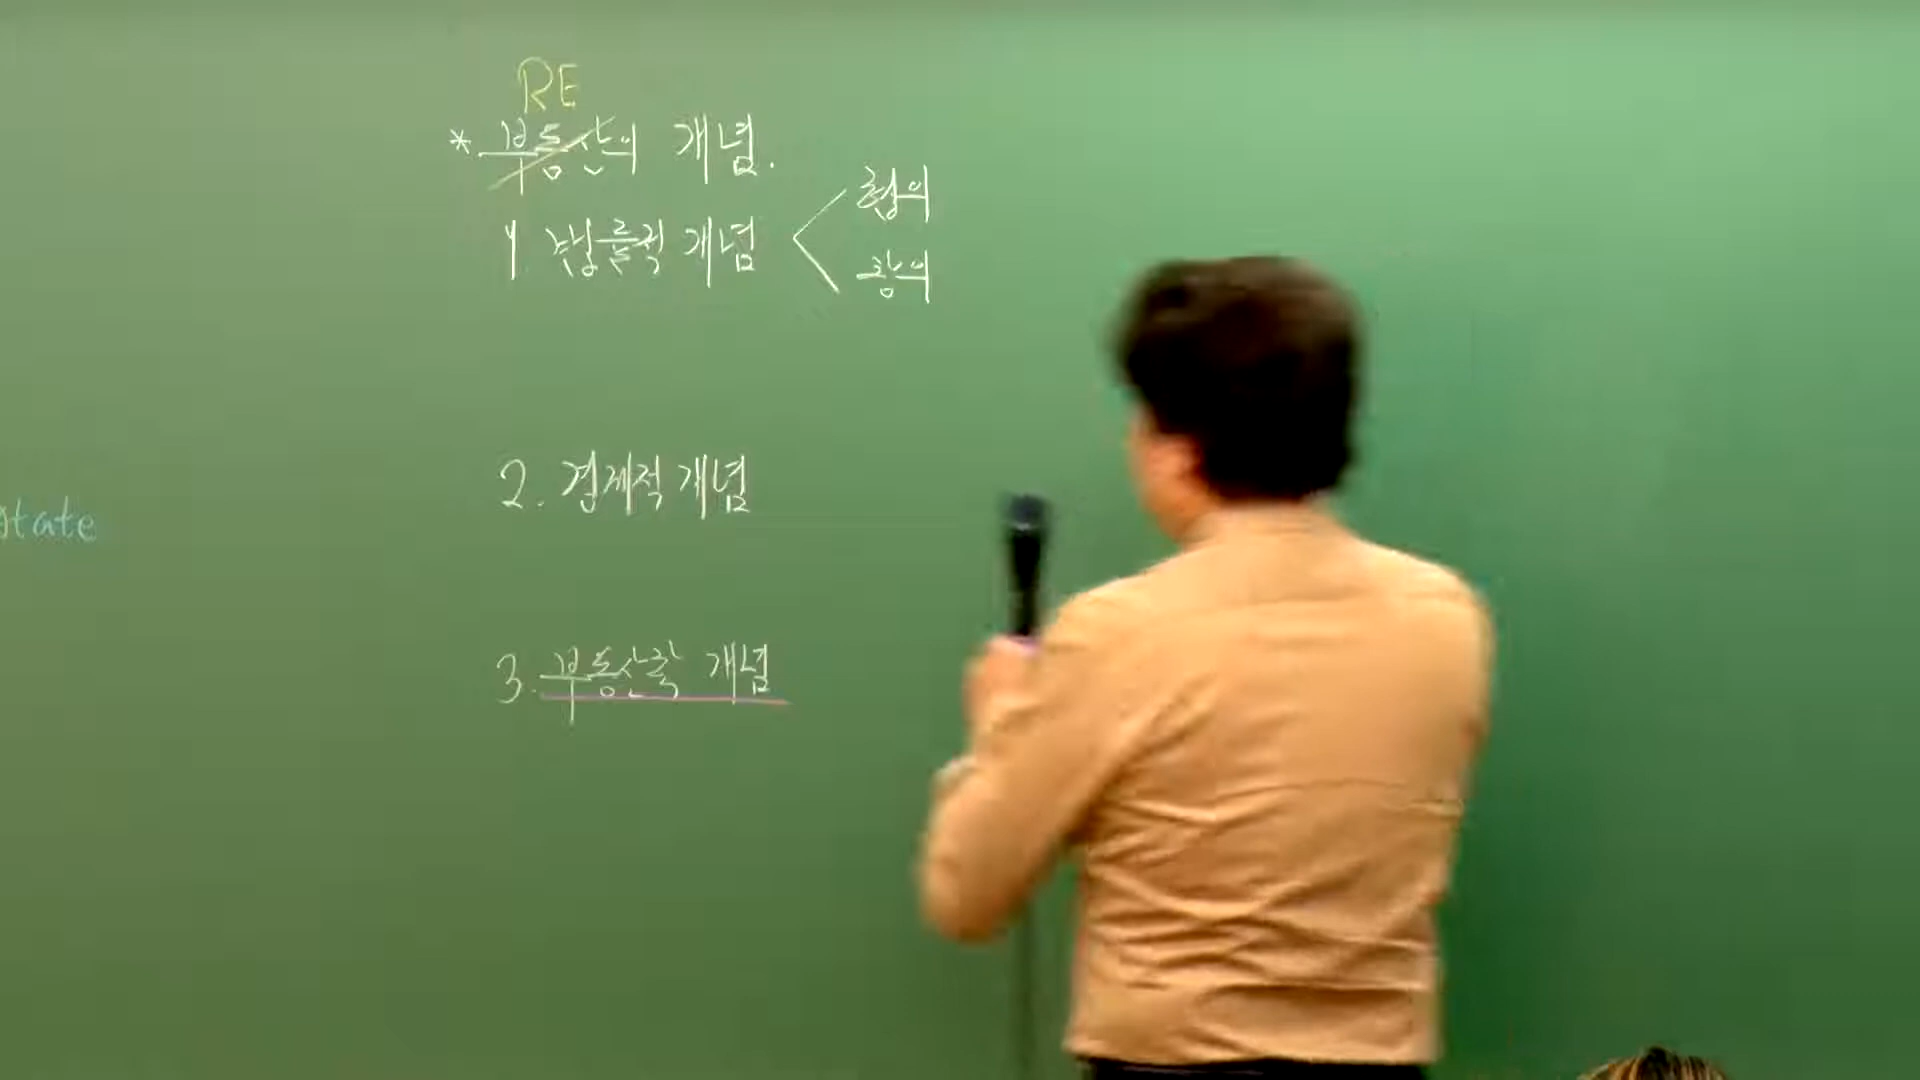 RE
* 부동산의 개념.
1. 법률적 개념
협의
광의
2. 경제적 개념
state
3. 부동산학 개념